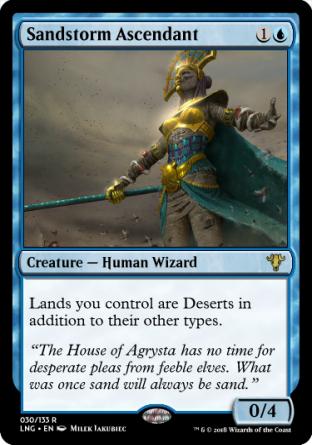 Sandstorm Ascendant 1
Creature — Human Wizard
Lands you control are Deserts in
addition to their other types.
“The House of Agrysta has no time for
desperate pleas from feeble elves. What
was once sand will always be sand.”
0/4
030/133 R
LNG • EN Milek Jakubiec ™ & © 2018 Wizards of the Coast